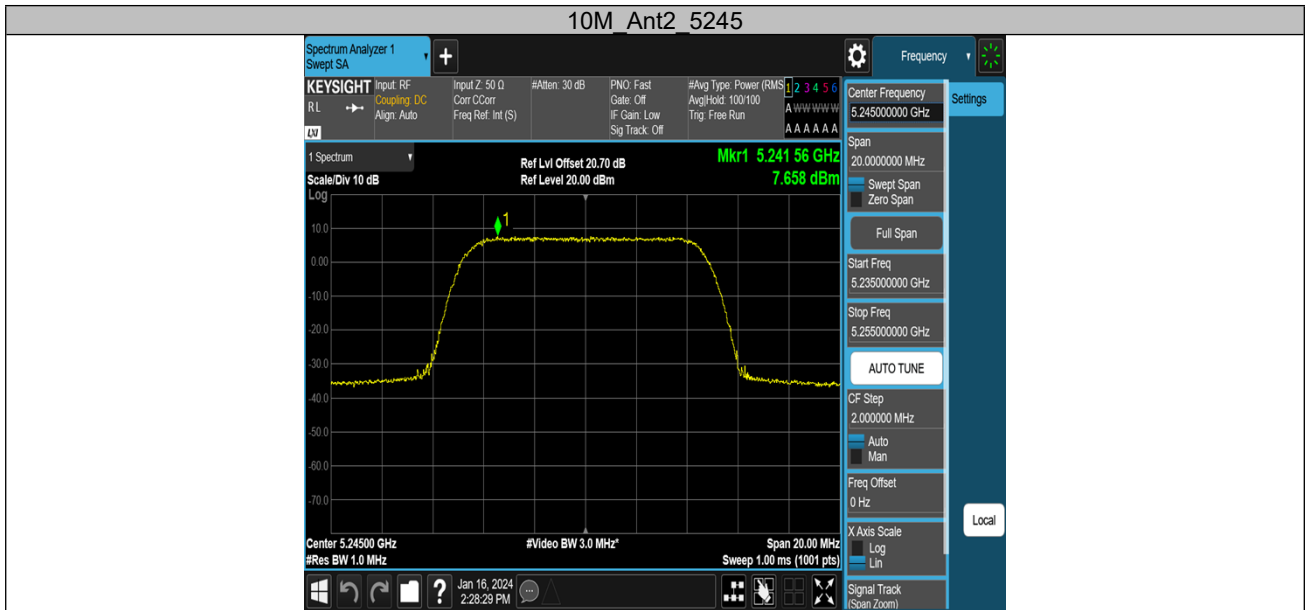 10M_Ant2_5245
Spectrum Analyzer 1
Swept SA
Frequency
KEYSIGHT
Input: RF
Input Z: 50 Ω
#Atten: 30 dB
PNO: Fast
#Avg Type: Power (RMS
1 2 3 4 5 6
R L
Coupling: DC
Corr CCorr
Gate: Off
Avg|Hold: 100/100
A W W W W W
Align: Auto
Freq Ref: Int (S)
IF Gain: Low
Trig: Free Run
LXI
Sig Track: Off
A A A A A A
Center Frequency
5.245000000 GHz
Settings
Span
20.0000000 MHz
Swept Span
Zero Span
Full Span
Start Freq
5.235000000 GHz
Stop Freq
5.255000000 GHz
AUTO TUNE
CF Step
2.000000 MHz
Auto
Man
Freq Offset
0 Hz
X Axis Scale
Log
Lin
Local
Signal Track
(Span Zoom)
1 Spectrum
Ref Lvl Offset 20.70 dB
Mkr1 5.241 56 GHz
Scale/Div 10 dB
Ref Level 20.00 dBm
7.658 dBm
Log
1
10.0
0.00
-10.0
-20.0
-30.0
-40.0
-50.0
-60.0
-70.0
Center 5.24500 GHz
#Video BW 3.0 MHz*
Span 20.00 MHz
#Res BW 1.0 MHz
Sweep 1.00 ms (1001 pts)
?
Jan 16, 2024
2:28:29 PM